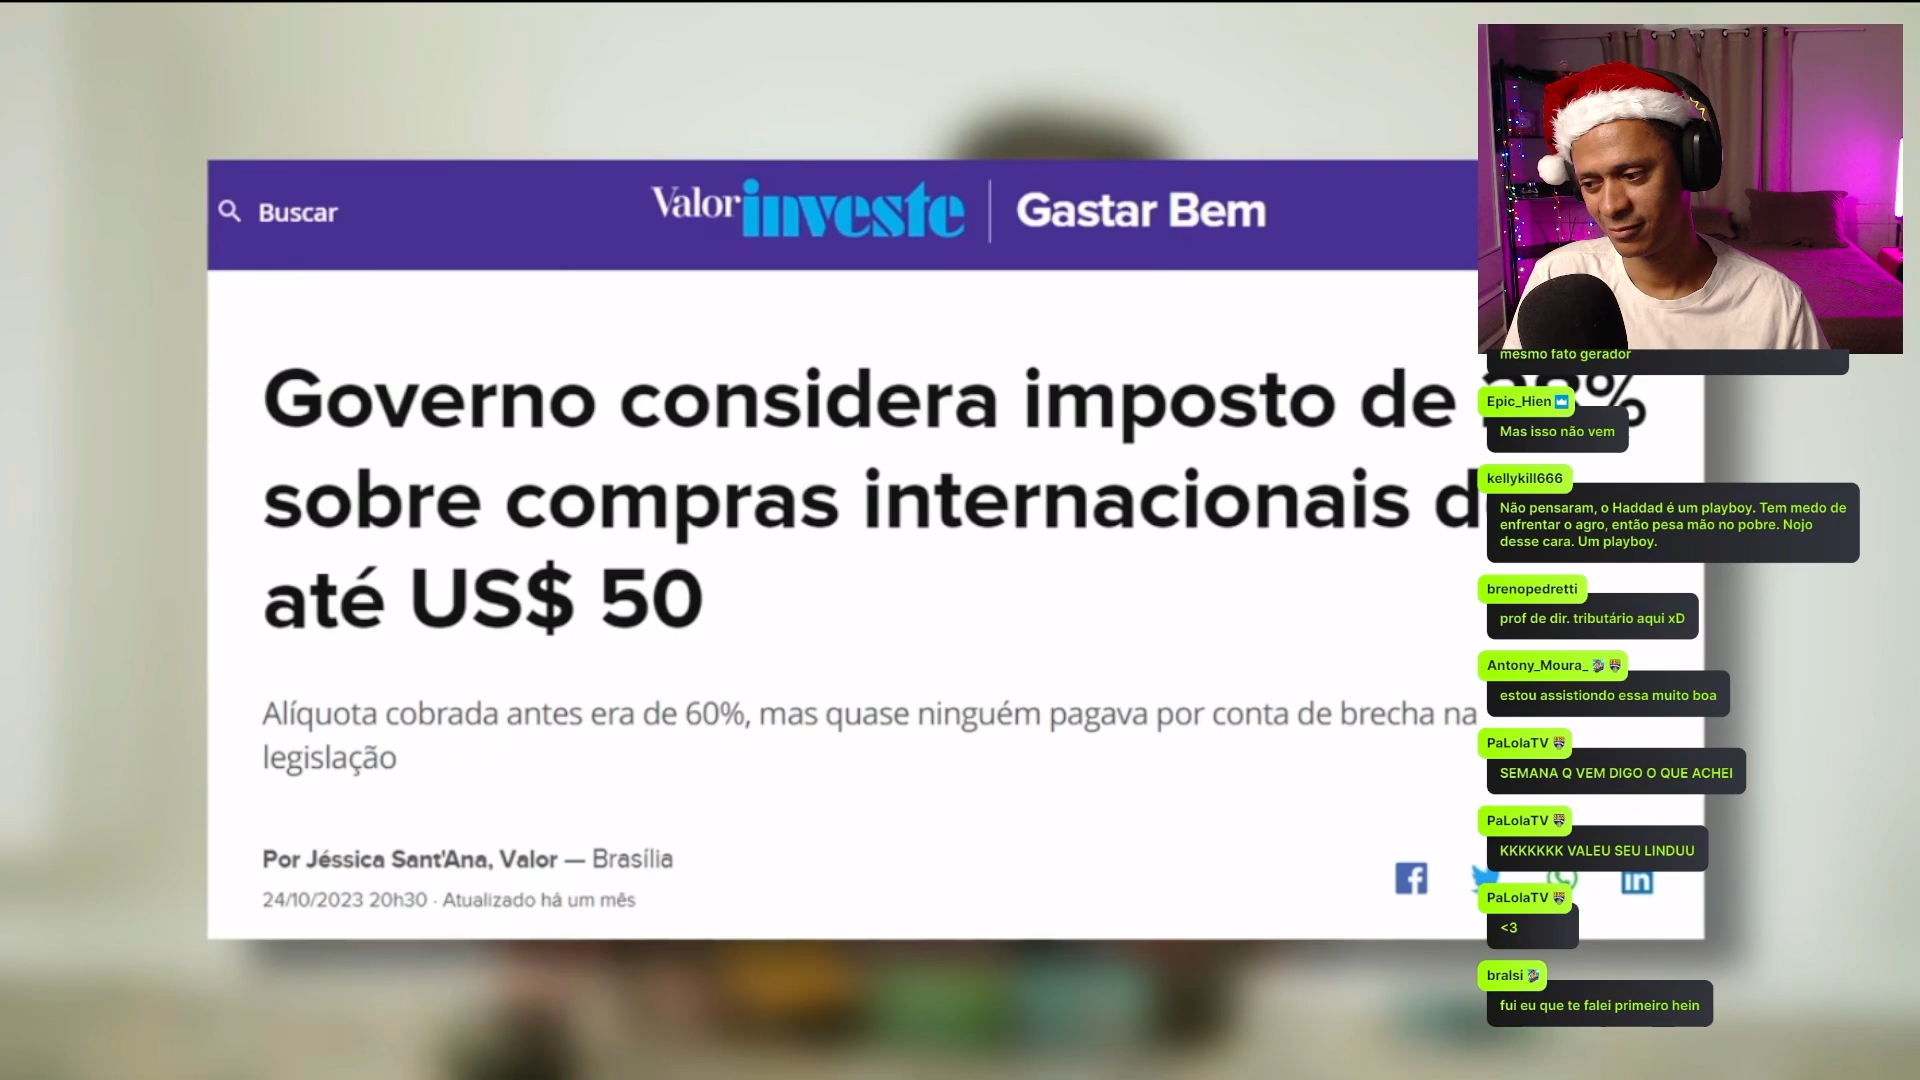 Buscar
Valor investe
Gastar Bem
Governo considera imposto de
sobre compras internacionais
até US$ 50
Alíquota cobrada antes era de 60%, mas quase ninguém pagava por conta de brecha na
legislação
Por Jéssica Sant'Ana, Valor — Brasília
24/10/2023 20h30 · Atualizado há um mês
mesmo fato gerador
Epic_Hien
Mas isso não vem
kellykill666
Não pensaram, o Haddad é um playboy. Tem medo de
enfrentar o agro, então pesa mão no pobre. Nojo
desse cara. Um playboy.
brenopedretti
prof de dir. tributário aqui xD
Antony_Moura_
estou assistiondo essa muito boa
PaLolaTV
SEMANA Q VEM DIGO O QUE ACHEI
PaLolaTV
KKKKKKK VALEU SEU LINDUU
PaLolaTV
<3
bralsi
fui eu que te falei primeiro hein